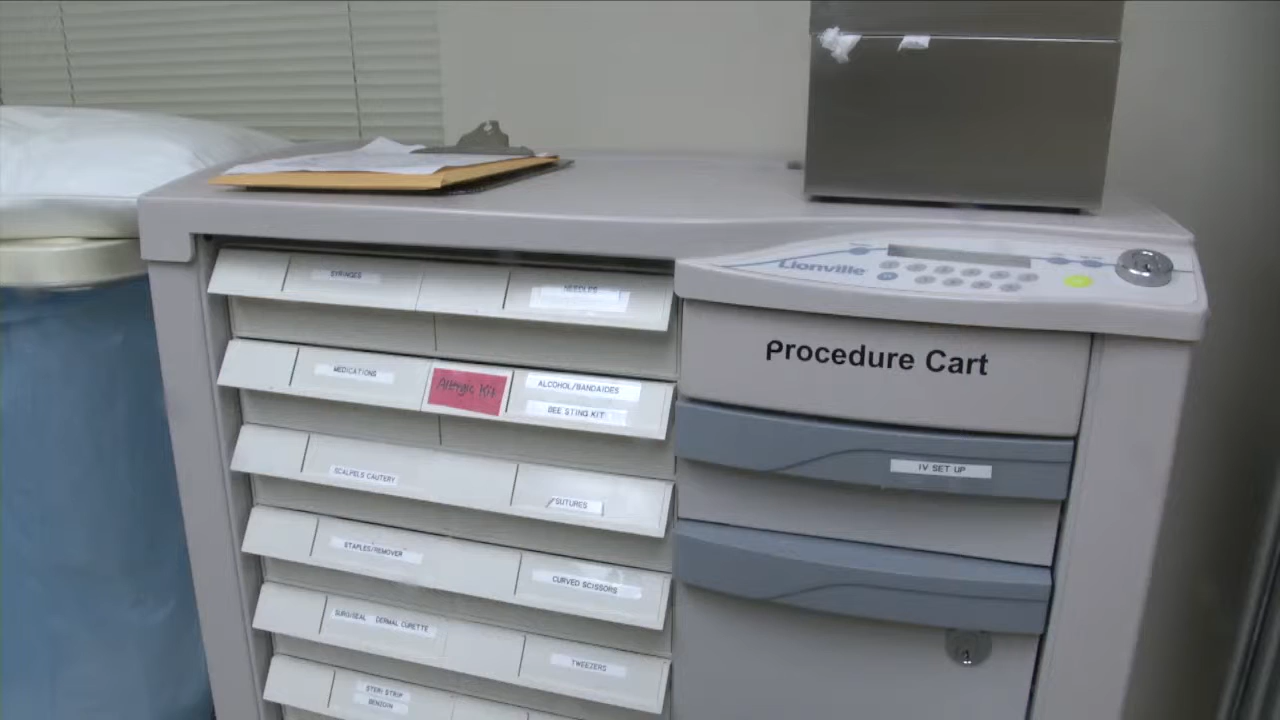 Lionville
SYRINGES
NEEDLES
Procedure Cart
MEDICATIONS
Allergic Kit
ALCOHOL/BANDAIDES
BEE STING KIT
IV SET UP
SCALPELS CAUTERY
SUTURES
STAPLES/REMOVER
CURVED SCISSORS
SURGISEAL DERMAL CURETTE
TWEEZERS
STERI STRIP
BENZOIN